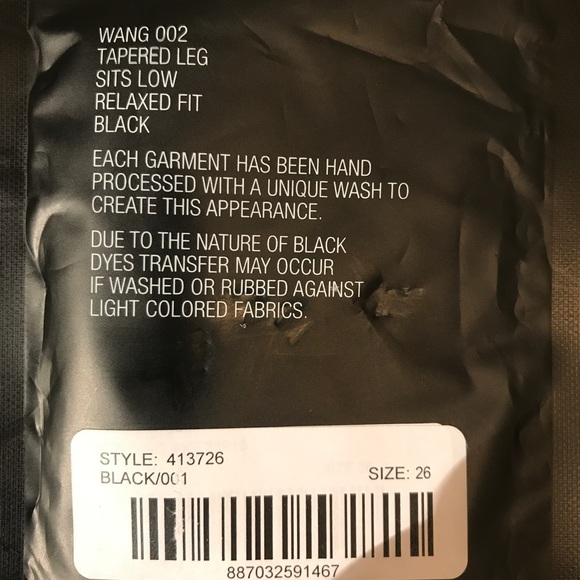 WANG 002
TAPERED LEG
SITS LOW
RELAXED FIT
BLACK
EACH GARMENT HAS BEEN HAND
PROCESSED WITH A UNIQUE WASH TO
CREATE THIS APPEARANCE.
DUE TO THE NATURE OF BLACK
DYES TRANSFER MAY OCCUR
IF WASHED OR RUBBED AGAINST
LIGHT COLORED FABRICS.
STYLE: 413726
BLACK/001 SIZE: 26
887032591467